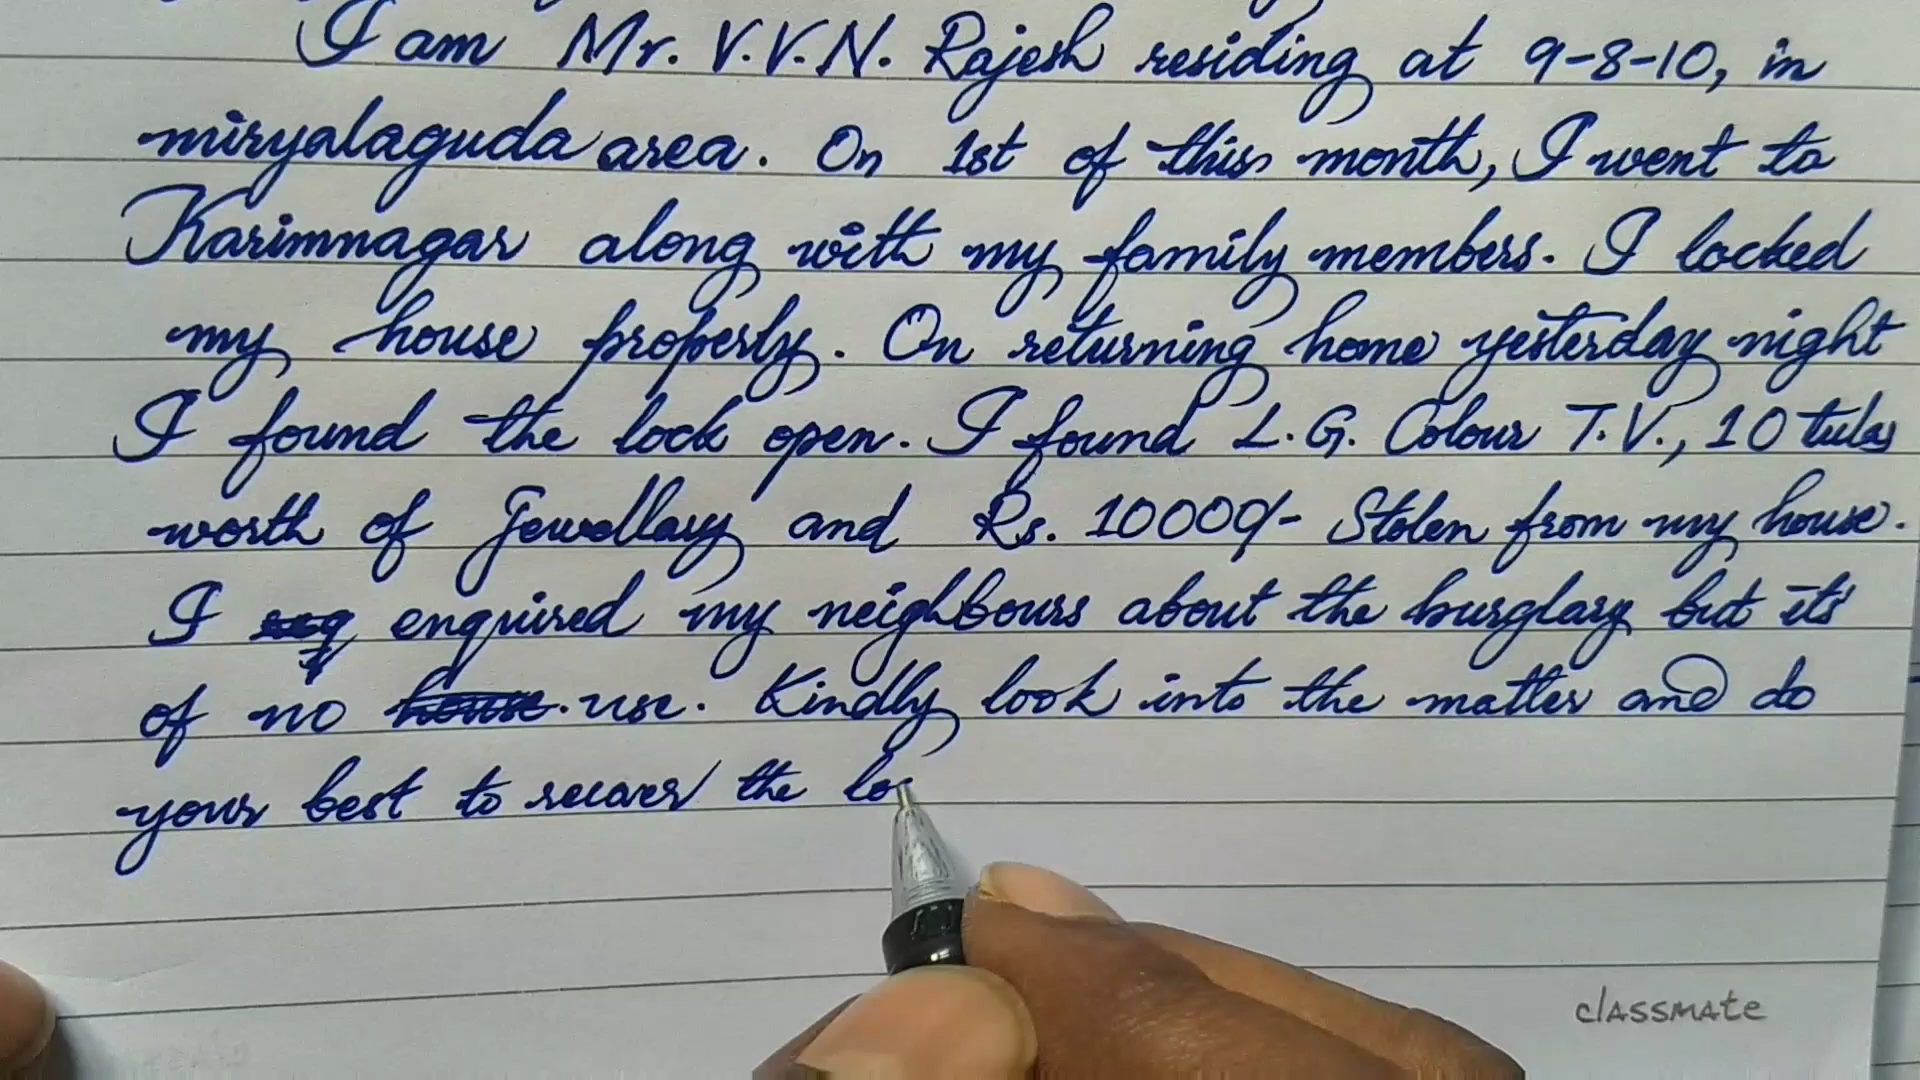 I am Mr. V.V.N. Rajesh residing at 9-8-10, in
miryalaguda area. On 1st of this month, I went to
Karimnagar along with my family members. I locked
my house properly. On returning home yesterday night
I found the lock open. I found L.G. Colour T.V., 10 tulas
worth of Jewellary and Rs. 10000/- Stolen from my house.
I enquired my neighbours about the burglary but its
of no house use. Kindly look into the matter and do
your best to recover the los
classmate